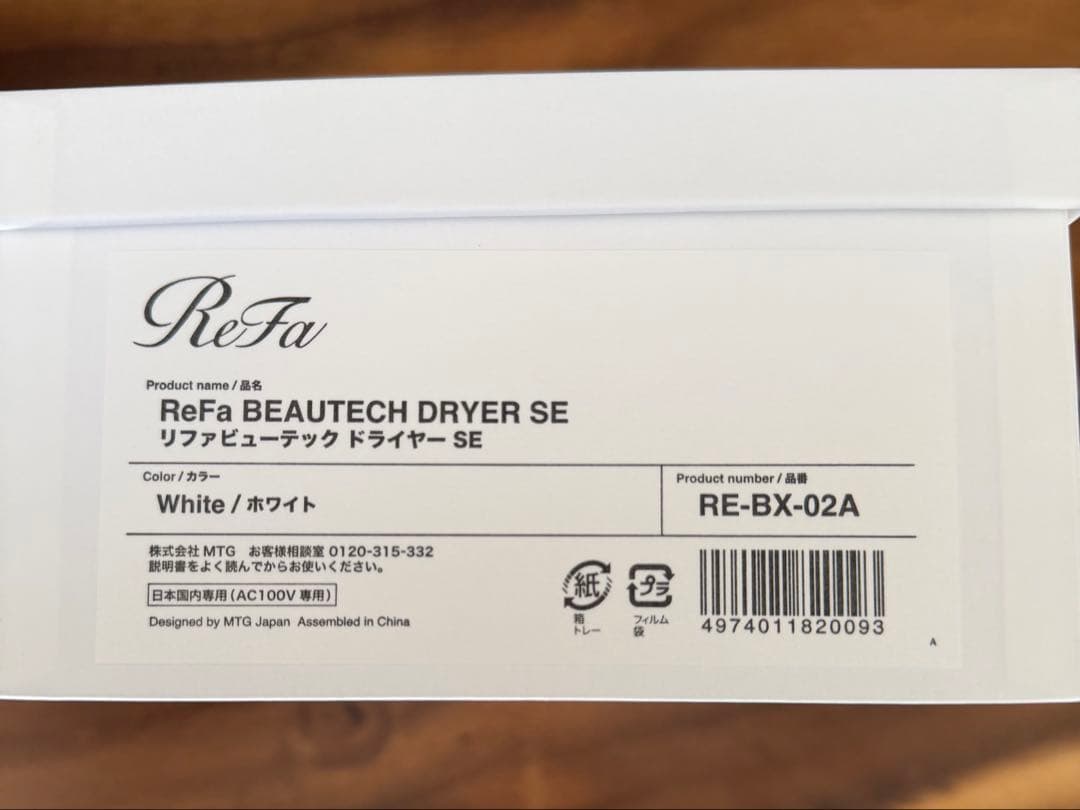 ReFa
Product name / 品名
ReFa BEAUTECH DRYER SE
リファビューテック ドライヤー SE
Color / カラー
White / ホワイト
Product number / 品番
RE-BX-02A
株式会社 MTG お客様相談室 0120-315-332
説明書をよく読んでからお使いください。
日本国内専用(AC100V 専用)
Designed by MTG Japan Assembled in China
紙
箱
トレー
プラ
フィルム
袋
4974011820093
A